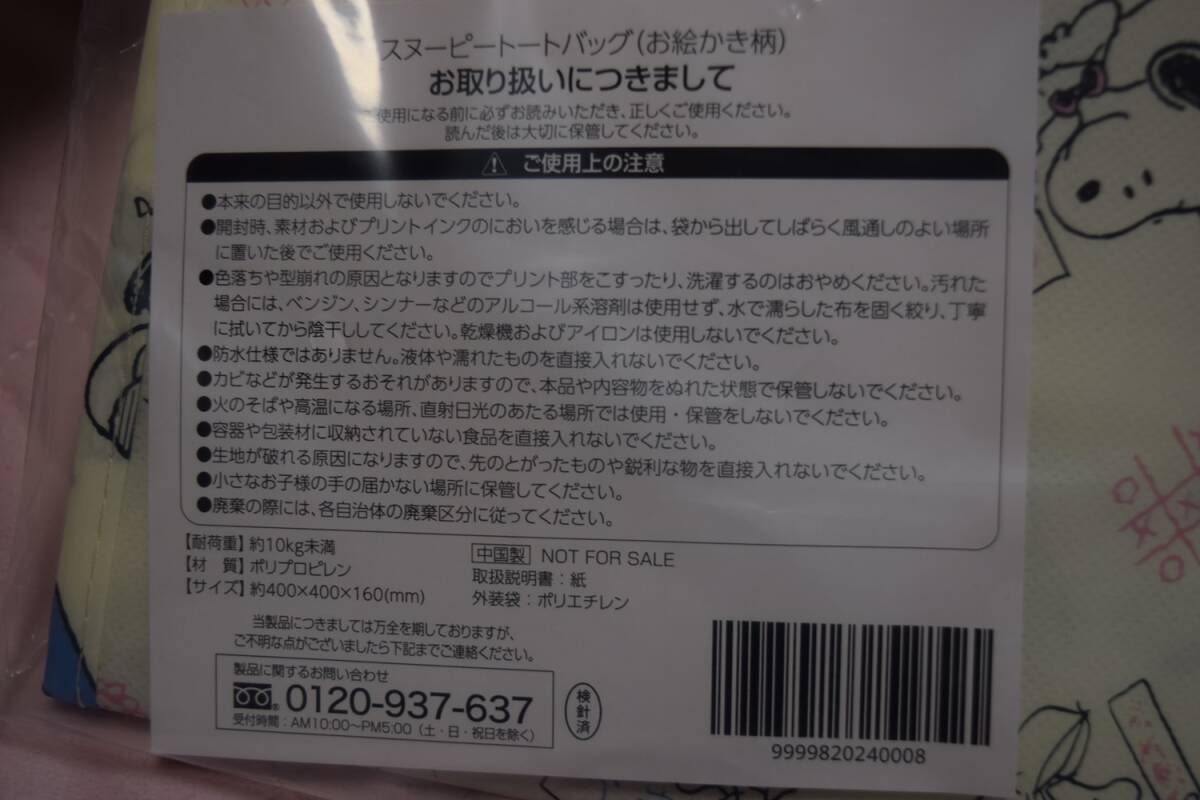 スヌーピートートバッグ(お絵かき柄)
お取り扱いにつきまして
使用になる前に必ずお読みいただき、正しくご使用ください。
読んだ後は大切に保管してください。
ご使用上の注意
●本来の目的以外で使用しないでください。
●開封時、素材およびプリントインクのにおいを感じる場合は、袋から出してしばらく風通しのよい場所
に置いた後でご使用ください。
●色落ちや型崩れの原因となりますのでプリント部をこすったり、洗濯するのはおやめください。汚れた
場合には、ベンジン、シンナーなどのアルコール系溶剤は使用せず、水で濡らした布を固く絞り、丁寧
に拭いてから陰干ししてください。乾燥機およびアイロンは使用しないでください。
●防水仕様ではありません。液体や濡れたものを直接入れないでください。
●カビなどが発生するおそれがありますので、本品や内容物をぬれた状態で保管しないでください。
●火のそばや高温になる場所、直射日光のあたる場所では使用・保管をしないでください。
●容器や包装材に収納されていない食品を直接入れないでください。
●生地が破れる原因になりますので、先のとがったものや鋭利な物を直接入れないでください。
●小さなお子様の手の届かない場所に保管してください。
●廃棄の際には、各自治体の廃棄区分に従ってください。
【耐荷重】約10kg未満
【材 質】ポリプロピレン
【サイズ】約400×400×160(mm)
中国製 NOT FOR SALE
取扱説明書：紙
外装袋：ポリエチレン
当製品につきましては万全を期しておりますが、
ご不明な点がございましたら下記までご連絡ください。
製品に関するお問い合わせ
0120-937-637
受付時間：AM10:00～PM5:00（土・日・祝日を除く）
検針済
9999820240008